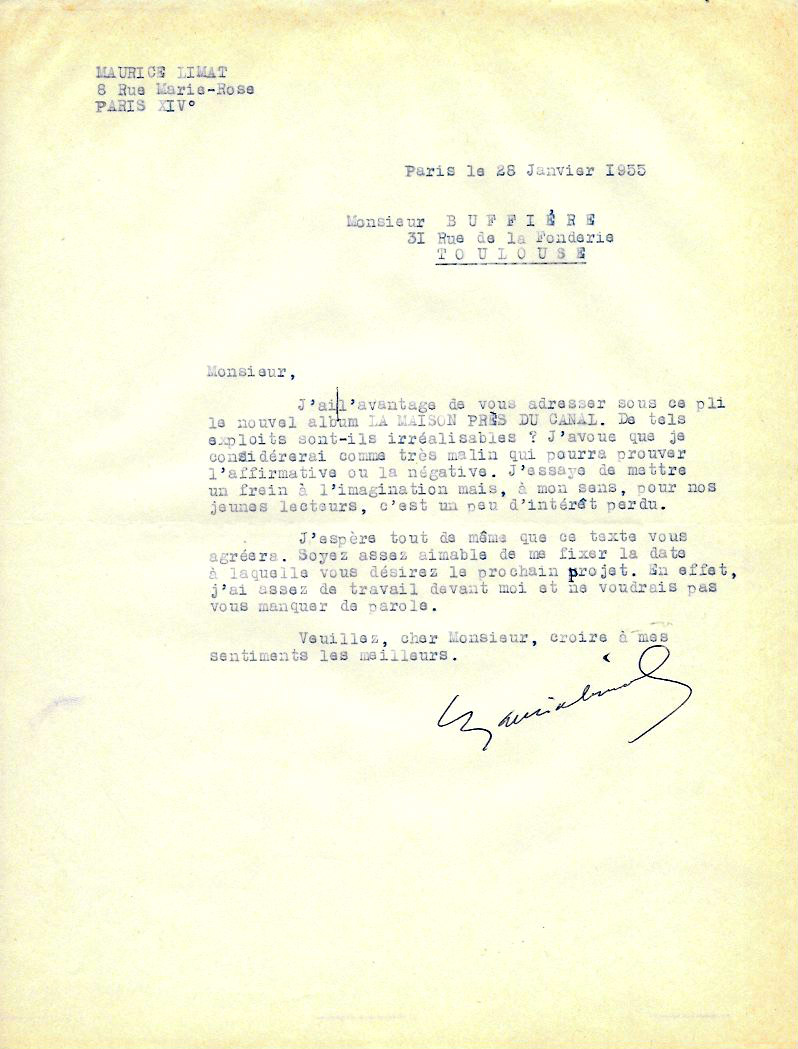 MAURICE LIMAT
8 Rue Marie-Rose
PARIS XIV°
Paris le 28 Janvier I955
Monsieur B U F F I È R E
3I Rue de la Fonderie
T O U L O U S E
Monsieur,
J'ai|l'avantage de vous adresser sous ce pli
le nouvel album LA MAISON PRÈS DU CANAL. De tels
exploits sont-ils irréalisables ? J'avoue que je
considérerai comme très malin qui pourra prouver
l'affirmative ou la négative. J'essaye de mettre
un frein à l'imagination mais, à mon sens, pour nos
jeunes lecteurs, c'est un peu d'intérêt perdu.
J'espère tout de même que ce texte vous
agréera. Soyez assez aimable de me fixer la date
à laquelle vous désirez le prochain projet. En effet,
j'ai assez de travail devant moi et ne voudrais pas
vous manquer de parole.
Veuillez, cher Monsieur, croire à mes
sentiments les meilleurs.